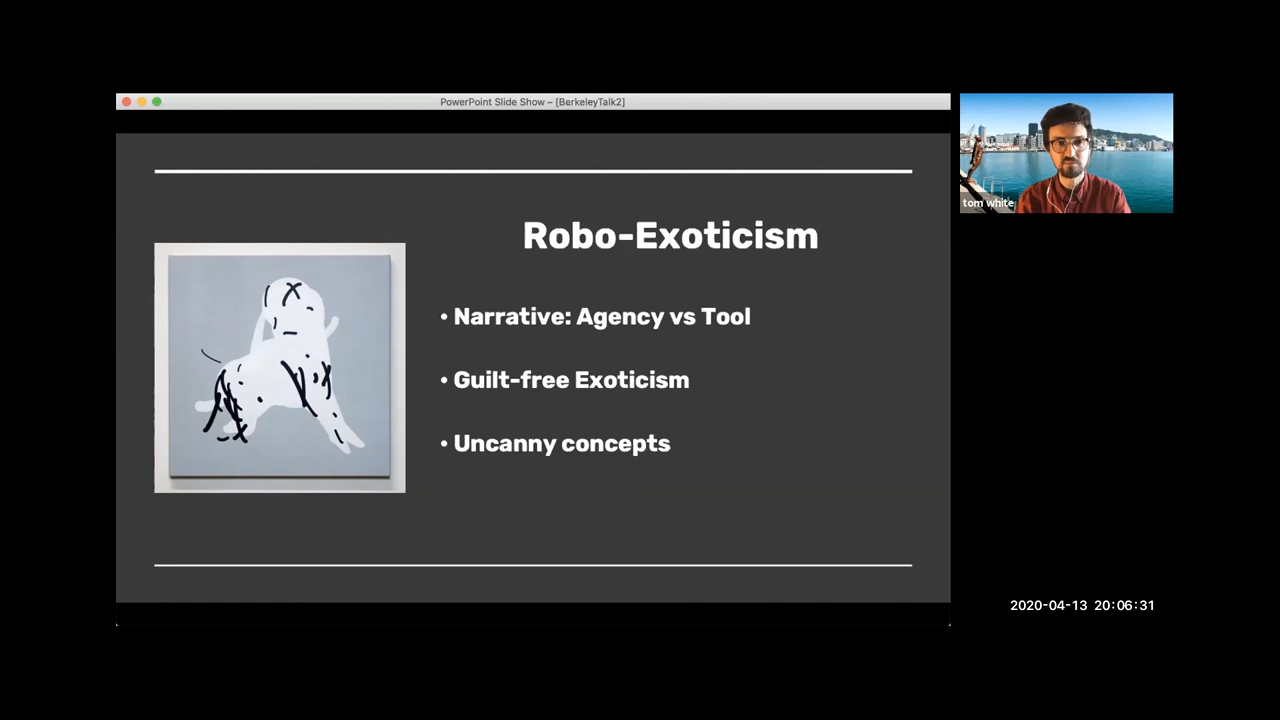 PowerPoint Slide Show – [BerkeleyTalk2]
tom white
Robo-Exoticism
• Narrative: Agency vs Tool
• Guilt-free Exoticism
• Uncanny concepts
2020-04-13 20:06:31